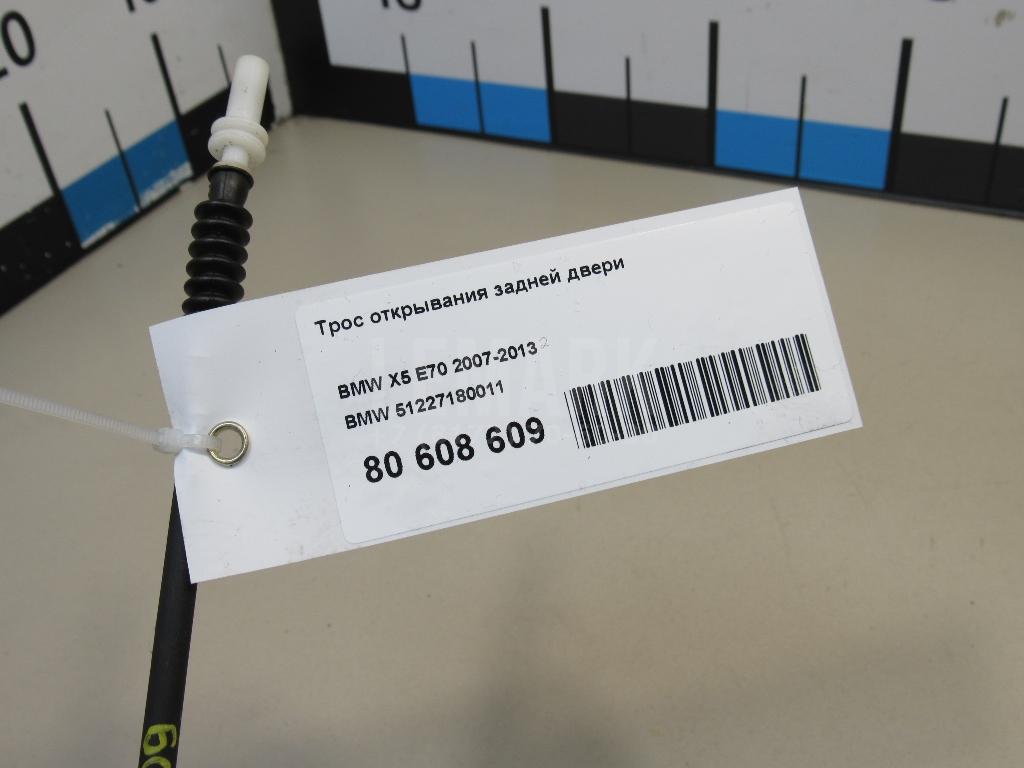 Трос открывания задней двери
BMW X5 E70 2007-2013
BMW 51227180011
80 608 609